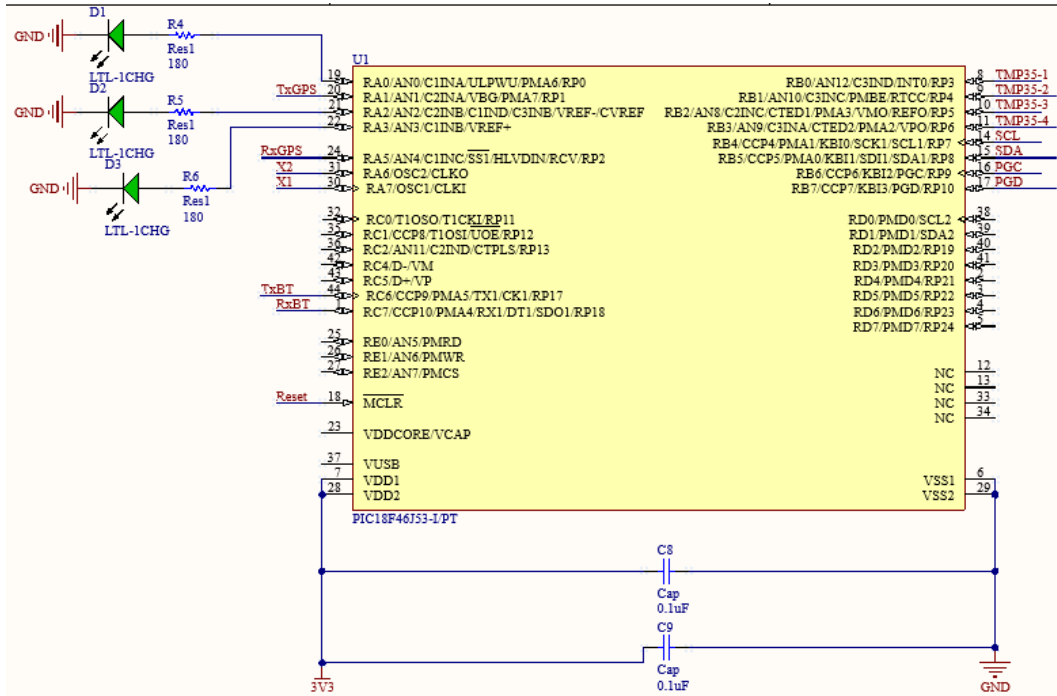 D1
GND
R4
Res1
180
LTL-1CHG
D2
GND
R5
Res1
180
LTL-1CHG
D3
GND
R6
Res1
180
LTL-1CHG
U1
19 RA0/AN0/C1INA/ULPWU/PMA6/RP0
TxGPS 20 RA1/AN1/C2INA/VBG/PMA7/RP1
21 RA2/AN2/C2INB/C1IND/C3INB/VREF-/CVREF
22 RA3/AN3/C1INB/VREF+
RxGPS 24 RA5/AN4/C1INC/SS1/HLVDIN/RCV/RP2
X2 31 RA6/OSC2/CLKO
X1 30 RA7/OSC1/CLKI
32 RC0/T1OSO/T1CKI/RP11
35 RC1/CCP8/T1OSI/UOE/RP12
36 RC2/AN11/C2IND/CTPLS/RP13
42 RC4/D-/VM
43 RC5/D+/VP
TxBT 44 RC6/CCP9/PMA5/TX1/CK1/RP17
RxBT 1 RC7/CCP10/PMA4/RX1/DT1/SDO1/RP18
25 RE0/AN5/PMRD
26 RE1/AN6/PMWR
27 RE2/AN7/PMCS
Reset 18 MCLR
23 VDDCORE/VCAP
37 VUSB
7 VDD1
28 VDD2
RB0/AN12/C3IND/INT0/RP3 8 TMP35-1
RB1/AN10/C3INC/PMBE/RTCC/RP4 9 TMP35-2
RB2/AN8/C2INC/CTED1/PMA3/VMO/REFO/RP5 10 TMP35-3
RB3/AN9/C3INA/CTED2/PMA2/VPO/RP6 11 TMP35-4
RB4/CCP4/PMA1/KBI0/SCK1/SCL1/RP7 14 SCL
RB5/CCP5/PMA0/KBI1/SDI1/SDA1/RP8 15 SDA
RB6/CCP6/KBI2/PGC/RP9 16 PGC
RB7/CCP7/KBI3/PGD/RP10 17 PGD
RD0/PMD0/SCL2 38
RD1/PMD1/SDA2 39
RD2/PMD2/RP19 40
RD3/PMD3/RP20 41
RD4/PMD4/RP21 2
RD5/PMD5/RP22 3
RD6/PMD6/RP23 4
RD7/PMD7/RP24 5
NC 12
NC 13
NC 33
NC 34
VSS1 6
VSS2 29
PIC18F46J53-I/PT
C8
Cap
0.1uF
C9
Cap
0.1uF
3V3
GND